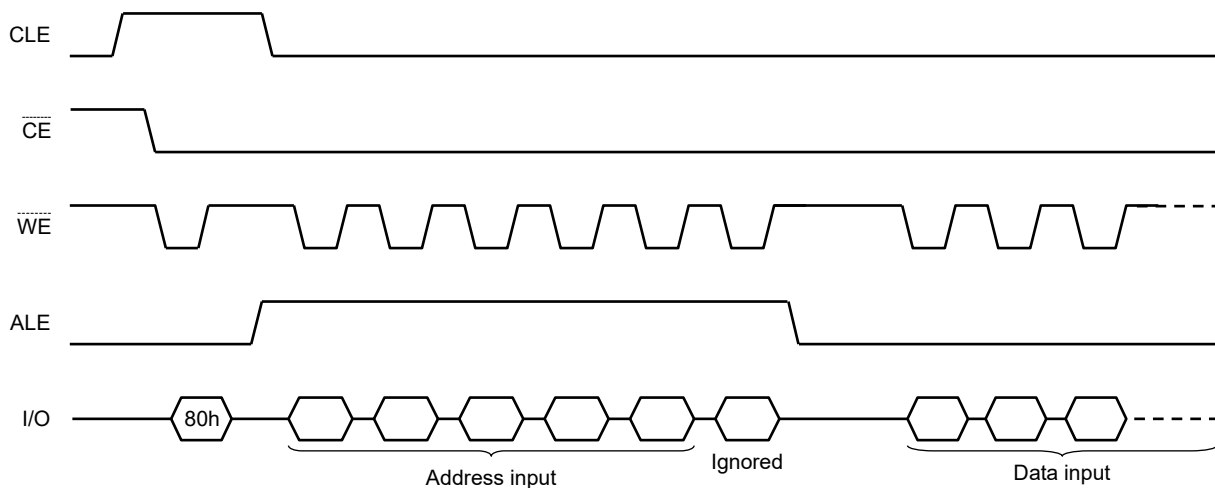 CLE
CE
WE
ALE
I/O
80h
Address input
Ignored
Data input